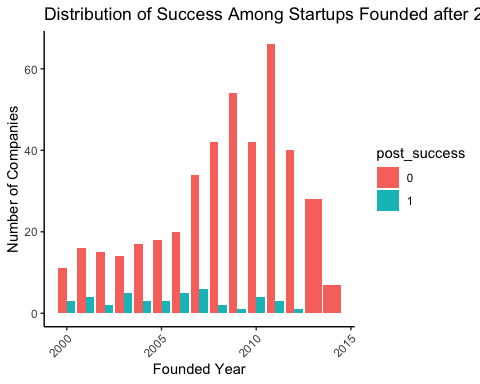 Distribution of Success Among Startups Founded after 2
Number of Companies
60
40
20
0
2000
2005
2010
2015
Founded Year
post_success
0
1